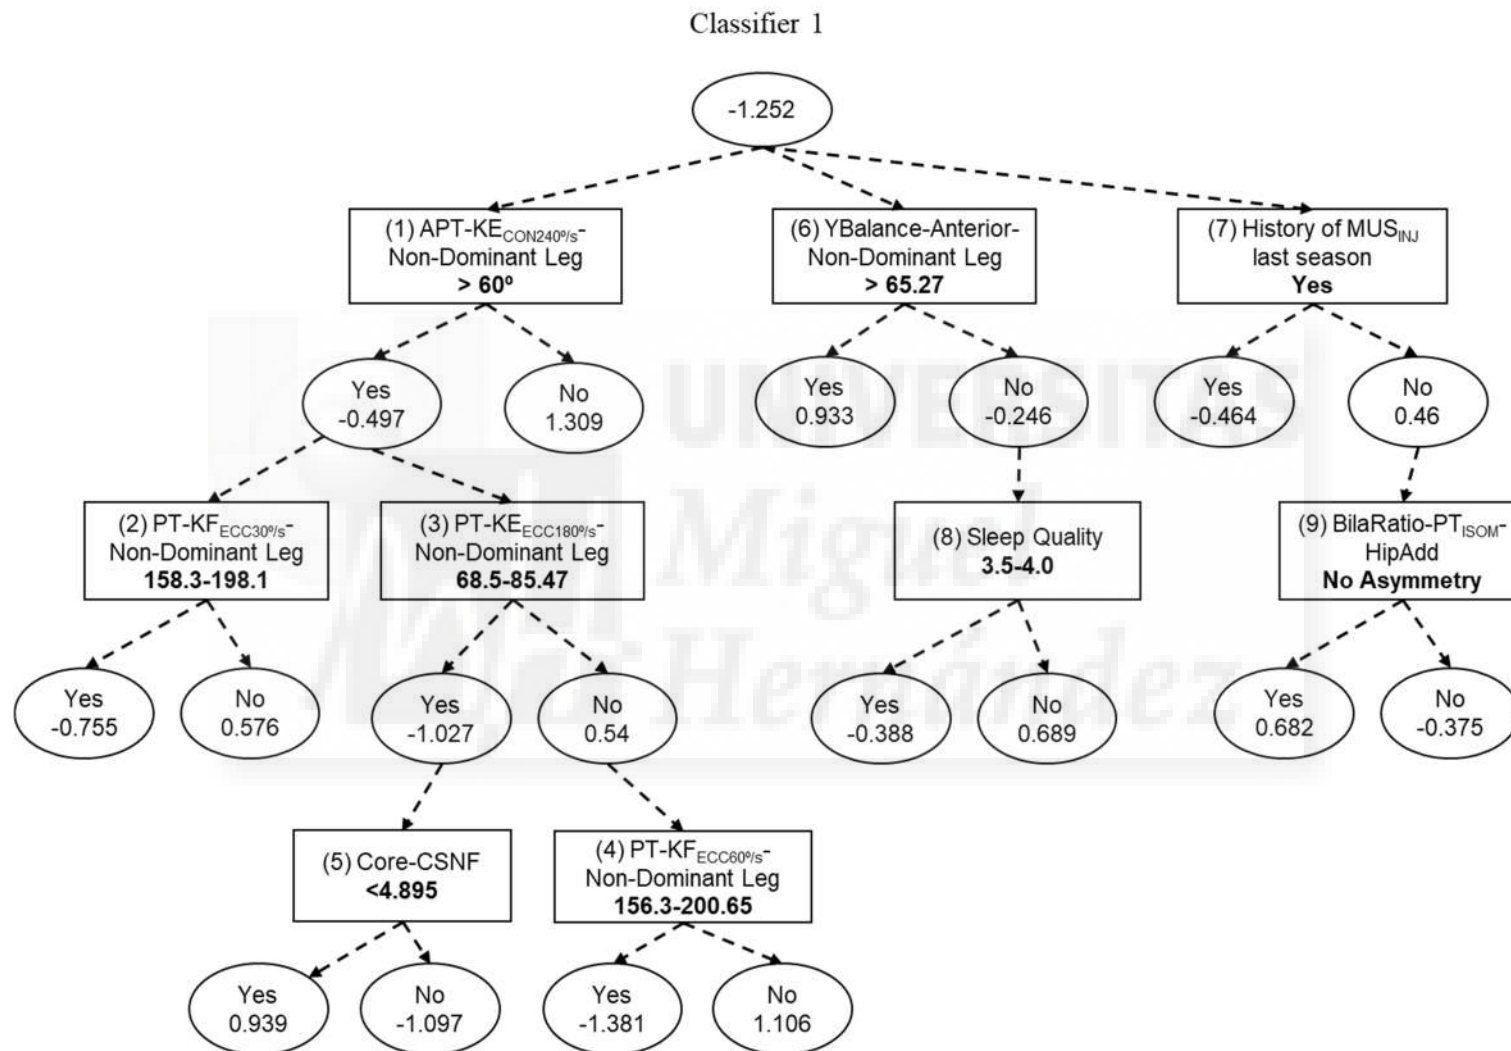 Classifier 1
-1.252
(1) APT-KECON240º/s-
Non-Dominant Leg
> 60º
(6) YBalance-Anterior-
Non-Dominant Leg
> 65.27
(7) History of MUSINJ
last season
Yes
Yes
-0.497
No
1.309
Yes
0.933
No
-0.246
Yes
-0.464
No
0.46
(2) PT-KFECC30º/s-
Non-Dominant Leg
158.3-198.1
(3) PT-KEECC180º/s-
Non-Dominant Leg
68.5-85.47
(8) Sleep Quality
3.5-4.0
(9) BilaRatio-PTISOM-
HipAdd
No Asymmetry
Yes
-0.755
No
0.576
Yes
-1.027
No
0.54
Yes
-0.388
No
0.689
Yes
0.682
No
-0.375
(5) Core-CSNF
<4.895
(4) PT-KFECC60º/s-
Non-Dominant Leg
156.3-200.65
Yes
0.939
No
-1.097
Yes
-1.381
No
1.106
UNIVERSITAS
Miguel
Hernández